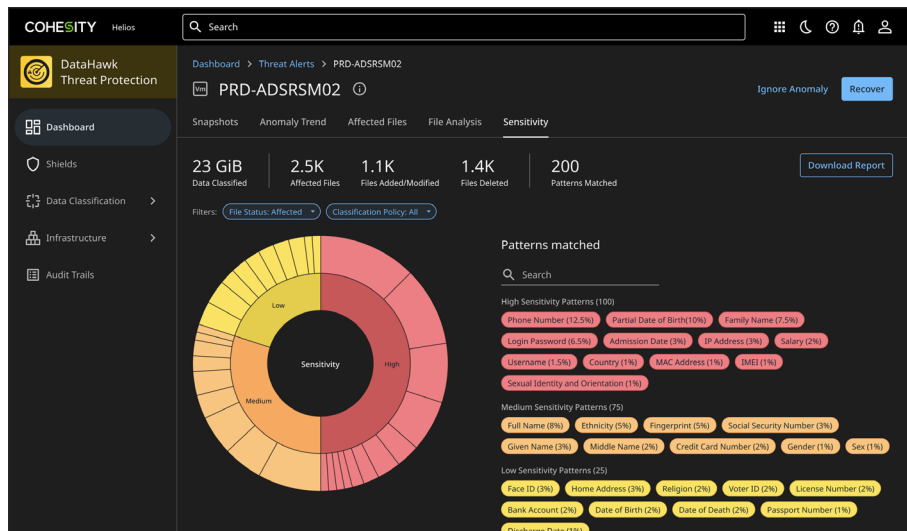 COHESITY Helios
Search
DataHawk
Threat Protection
Dashboard
Shields
Data Classification
Infrastructure
Audit Trails
Dashboard > Threat Alerts > PRD-ADSRSM02
Vm PRD-ADSRSM02
Ignore Anomaly
Recover
Snapshots Anomaly Trend Affected Files File Analysis Sensitivity
23 GiB 2.5K 1.1K 1.4K 200
Data Classified Affected Files Files Added/Modified Files Deleted Patterns Matched
Download Report
Filters: File Status: Affected Classification Policy: All
Low
High
Medium
Sensitivity
Patterns matched
Search
High Sensitivity Patterns (100)
Phone Number (12.5%) Partial Date of Birth(10%) Family Name (7.5%)
Login Password (6.5%) Admission Date (3%) IP Address (3%) Salary (2%)
Username (1.5%) Country (1%) MAC Address (1%) IMEI (1%)
Sexual Identity and Orientation (1%)
Medium Sensitivity Patterns (75)
Full Name (8%) Ethnicity (5%) Fingerprint (5%) Social Security Number (3%)
Given Name (3%) Middle Name (2%) Credit Card Number (2%) Gender (1%) Sex (1%)
Low Sensitivity Patterns (25)
Face ID (3%) Home Address (3%) Religion (2%) Voter ID (2%) License Number (2%)
Bank Account (2%) Date of Birth (2%) Date of Death (2%) Passport Number (1%)
Discharge Date (1%)